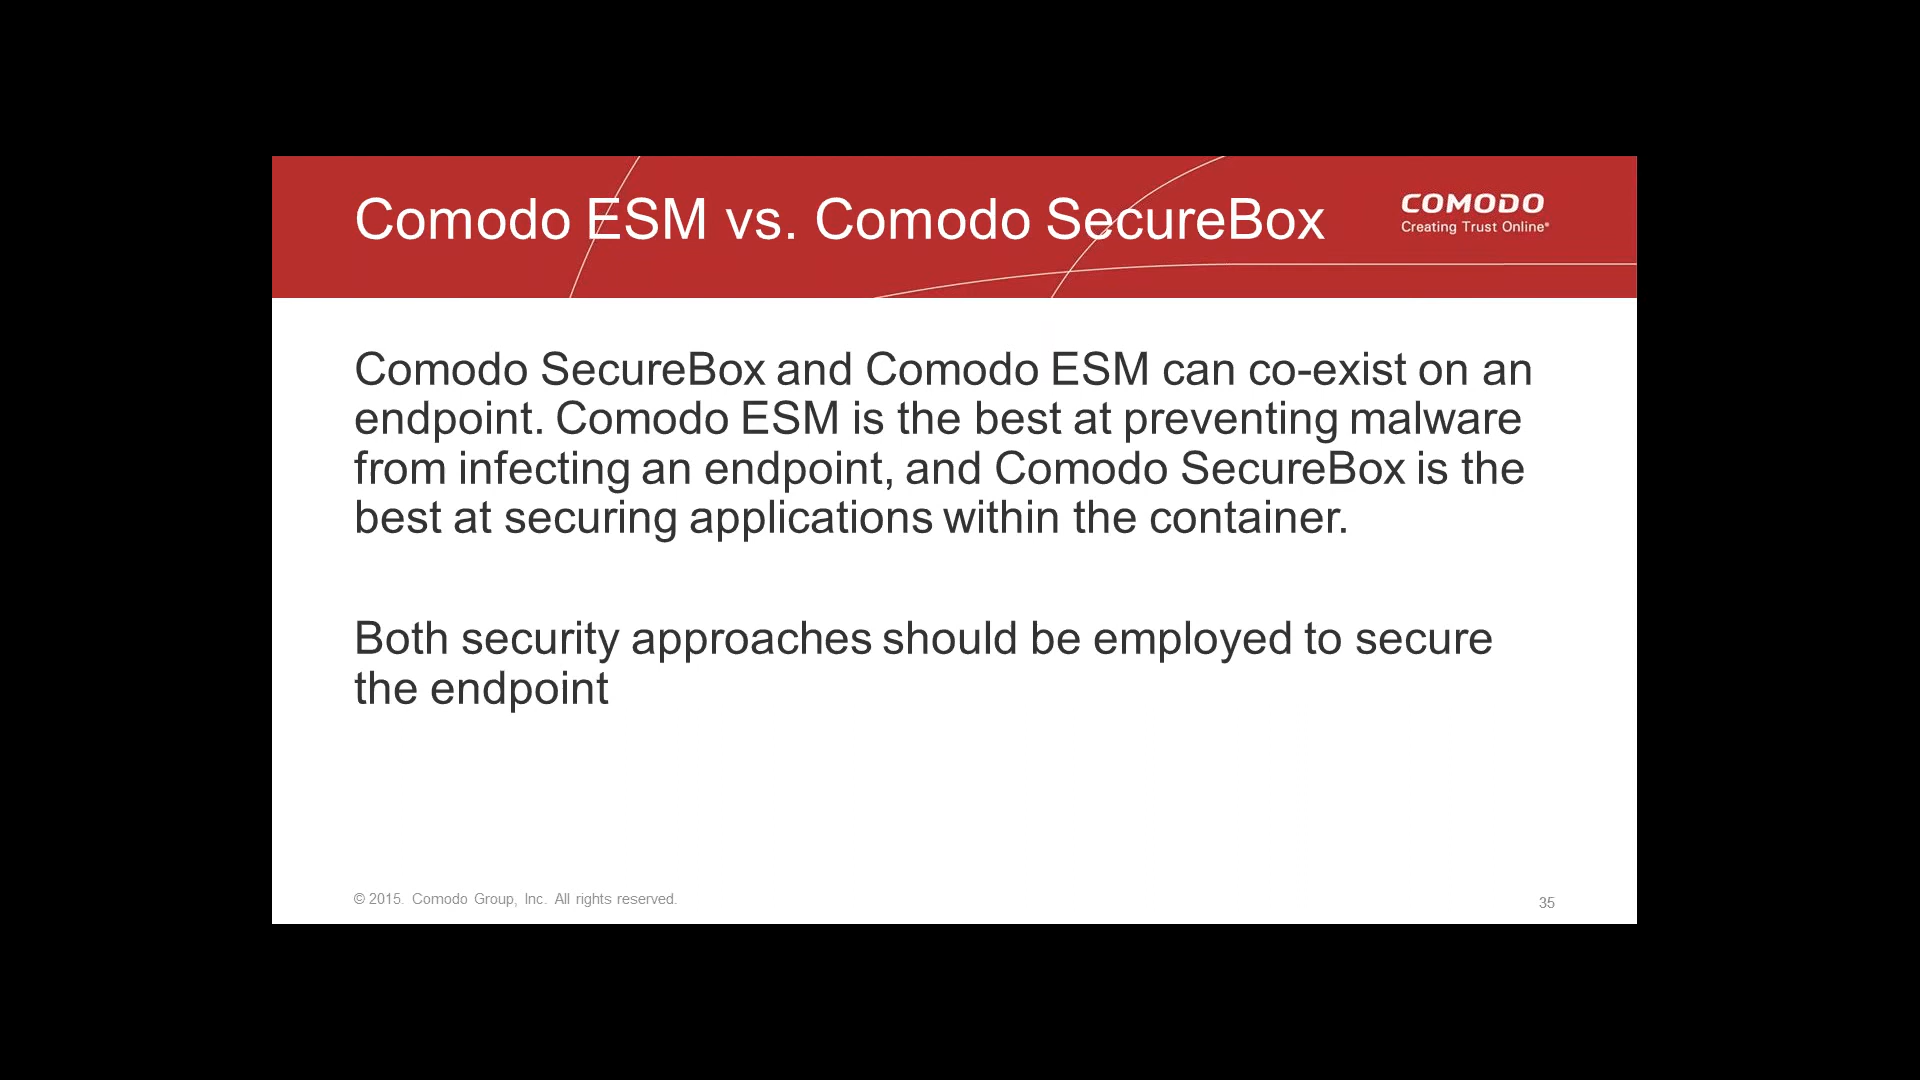 Comodo ESM vs. Comodo SecureBox
COMODO
Creating Trust Online®
Comodo SecureBox and Comodo ESM can co-exist on an
endpoint. Comodo ESM is the best at preventing malware
from infecting an endpoint, and Comodo SecureBox is the
best at securing applications within the container.
Both security approaches should be employed to secure
the endpoint
© 2015. Comodo Group, Inc. All rights reserved.
35